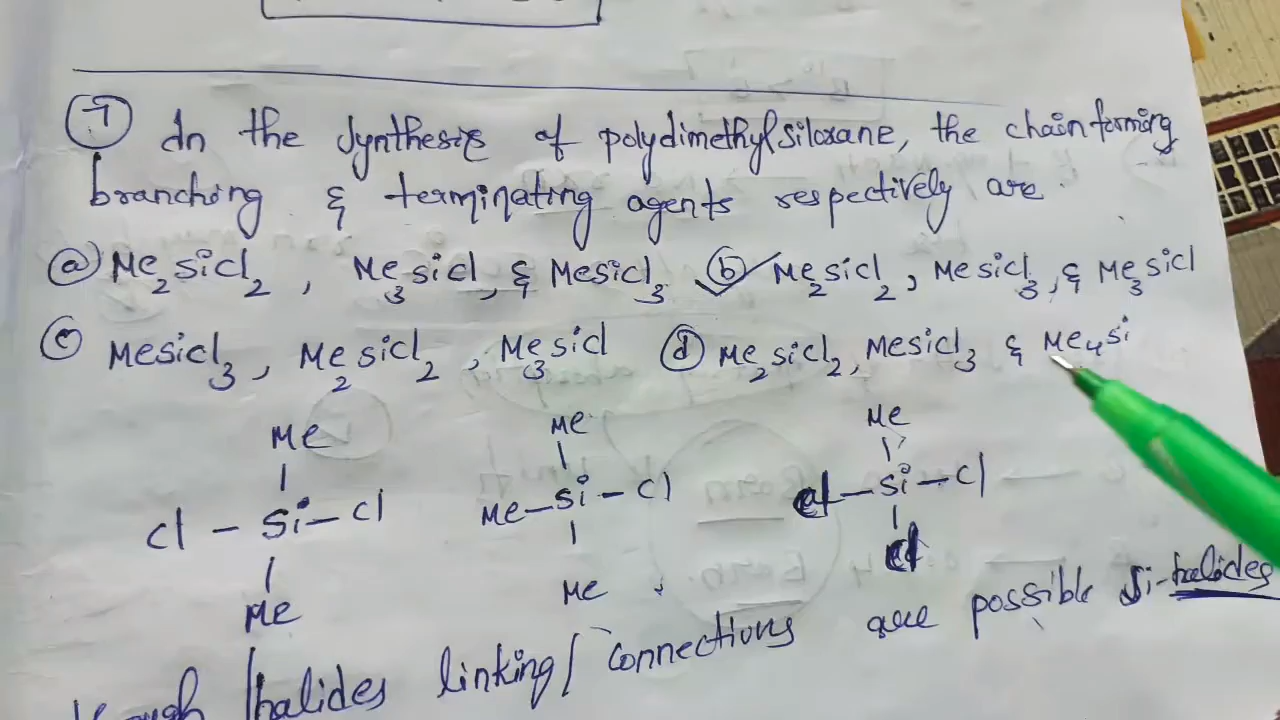 7 In the synthesis of polydimethylsiloxane, the chain forming
branching & terminating agents respectively are
(a) Me2SiCl2, Me3SiCl, & MeSiCl3 (b) ✓ Me2SiCl2, MeSiCl3, & Me3SiCl
(c) MeSiCl3, Me2SiCl2, Me3SiCl (d) Me2SiCl2, MeSiCl3 & Me4Si
Me Me Me
Cl - Si - Cl Me - Si - Cl Cl - Si - Cl
Me Me Cl
halides linking/connections are possible Si-halides